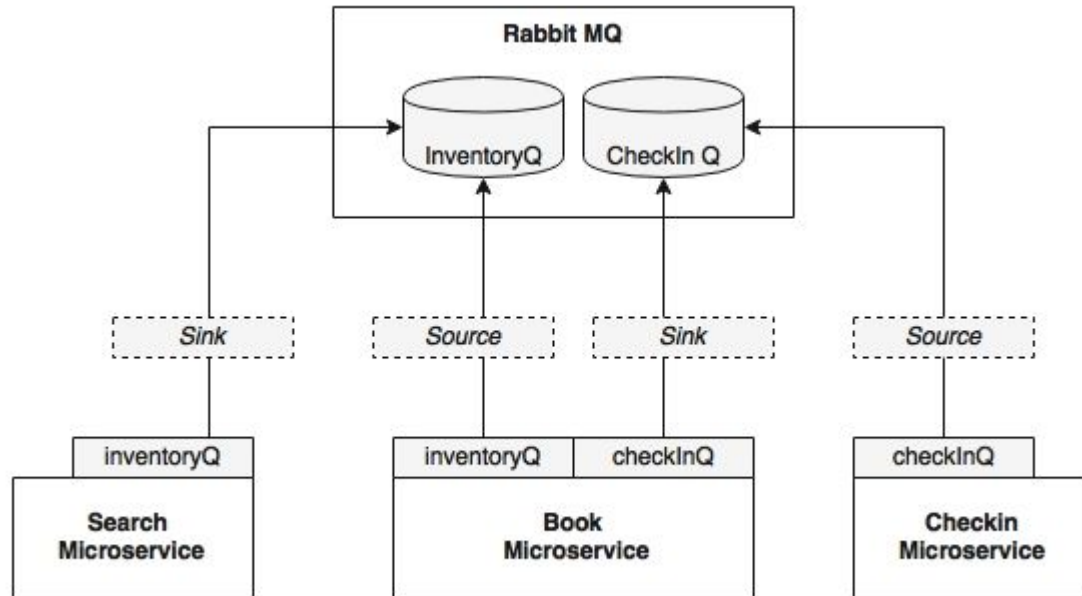 Rabbit MQ
InventoryQ
CheckIn Q
Sink
Source
Sink
Source
inventoryQ
inventoryQ
checkInQ
checkInQ
Search
Microservice
Book
Microservice
Checkin
Microservice